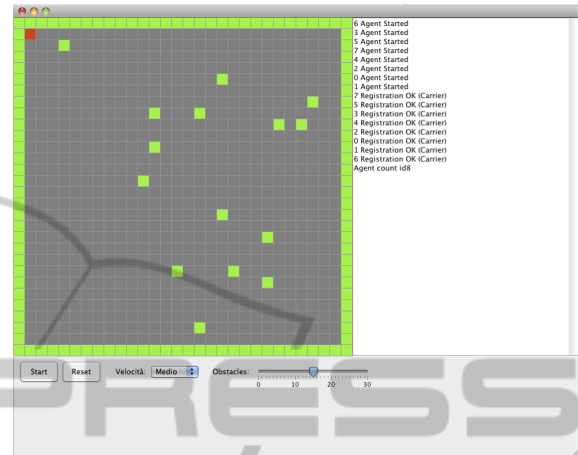 6 Agent Started
3 Agent Started
5 Agent Started
7 Agent Started
4 Agent Started
2 Agent Started
0 Agent Started
1 Agent Started
7 Registration OK (Carrier)
5 Registration OK (Carrier)
3 Registration OK (Carrier)
4 Registration OK (Carrier)
2 Registration OK (Carrier)
0 Registration OK (Carrier)
1 Registration OK (Carrier)
6 Registration OK (Carrier)
Agent count id8
Start Reset Velocità: Medio Obstacles:
0 10 20 30
PRESS